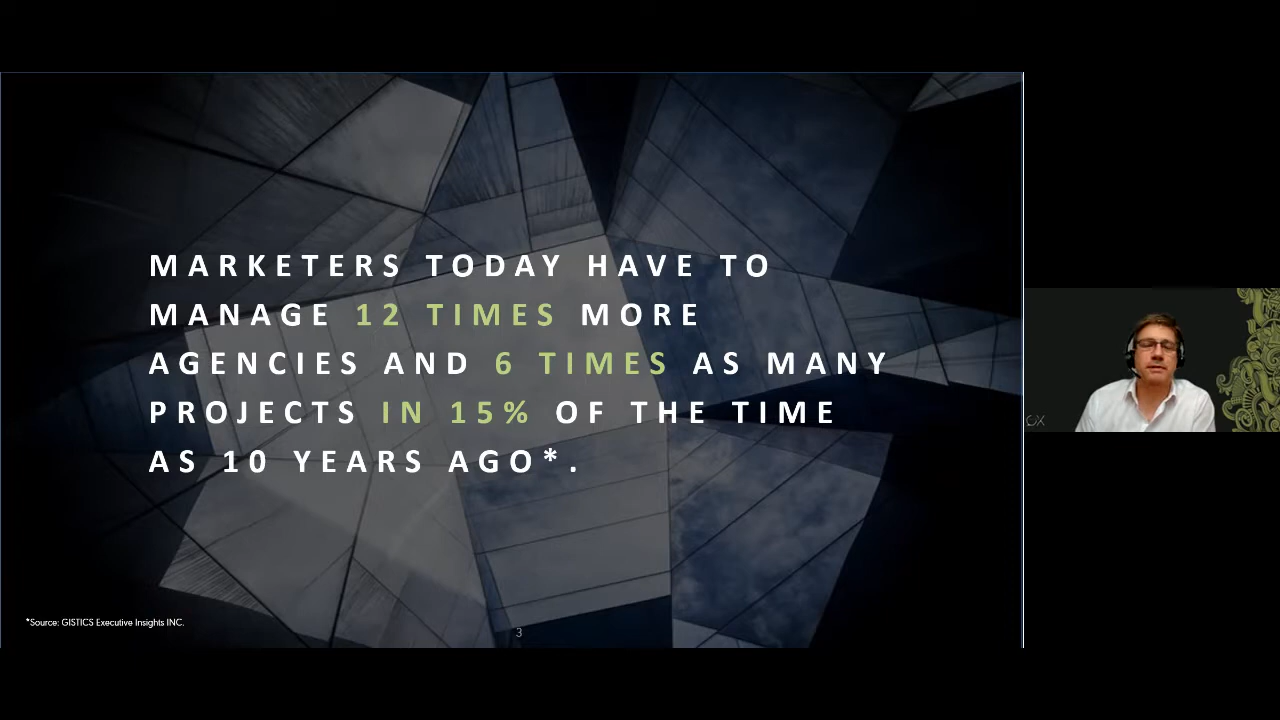 MARKETERS TODAY HAVE TO
MANAGE 12 TIMES MORE
AGENCIES AND 6 TIMES AS MANY
PROJECTS IN 15% OF THE TIME
AS 10 YEARS AGO*.
*Source: GISTICS Executive Insights INC.
3